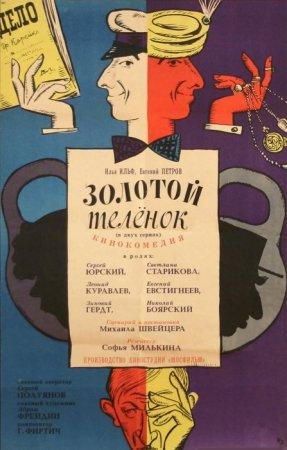 ДЕЛО
Илья ИЛЬФ, Евгений ПЕТРОВ
ЗОЛОТОЙ
телёнок
(в двух сериях)
КИНОКОМЕДИЯ
в ролях:
Сергей ЮРСКИЙ,
Светлана СТАРИКОВА,
Леонид КУРАВЛЕВ,
Евгений ЕВСТИГНЕЕВ,
Зиновий ГЕРДТ,
Николай БОЯРСКИЙ
Сценарий и постановка
Михаила ШВЕЙЦЕРА
Режиссер
Софья МИЛЬКИНА
ПРОИЗВОДСТВО КИНОСТУДИИ "МОСФИЛЬМ"
главный оператор
Сергей
ПОЛУЯНОВ
главный художник
Абрам
ФРЕЙДИН
композитор
Г. ФИРТИЧ